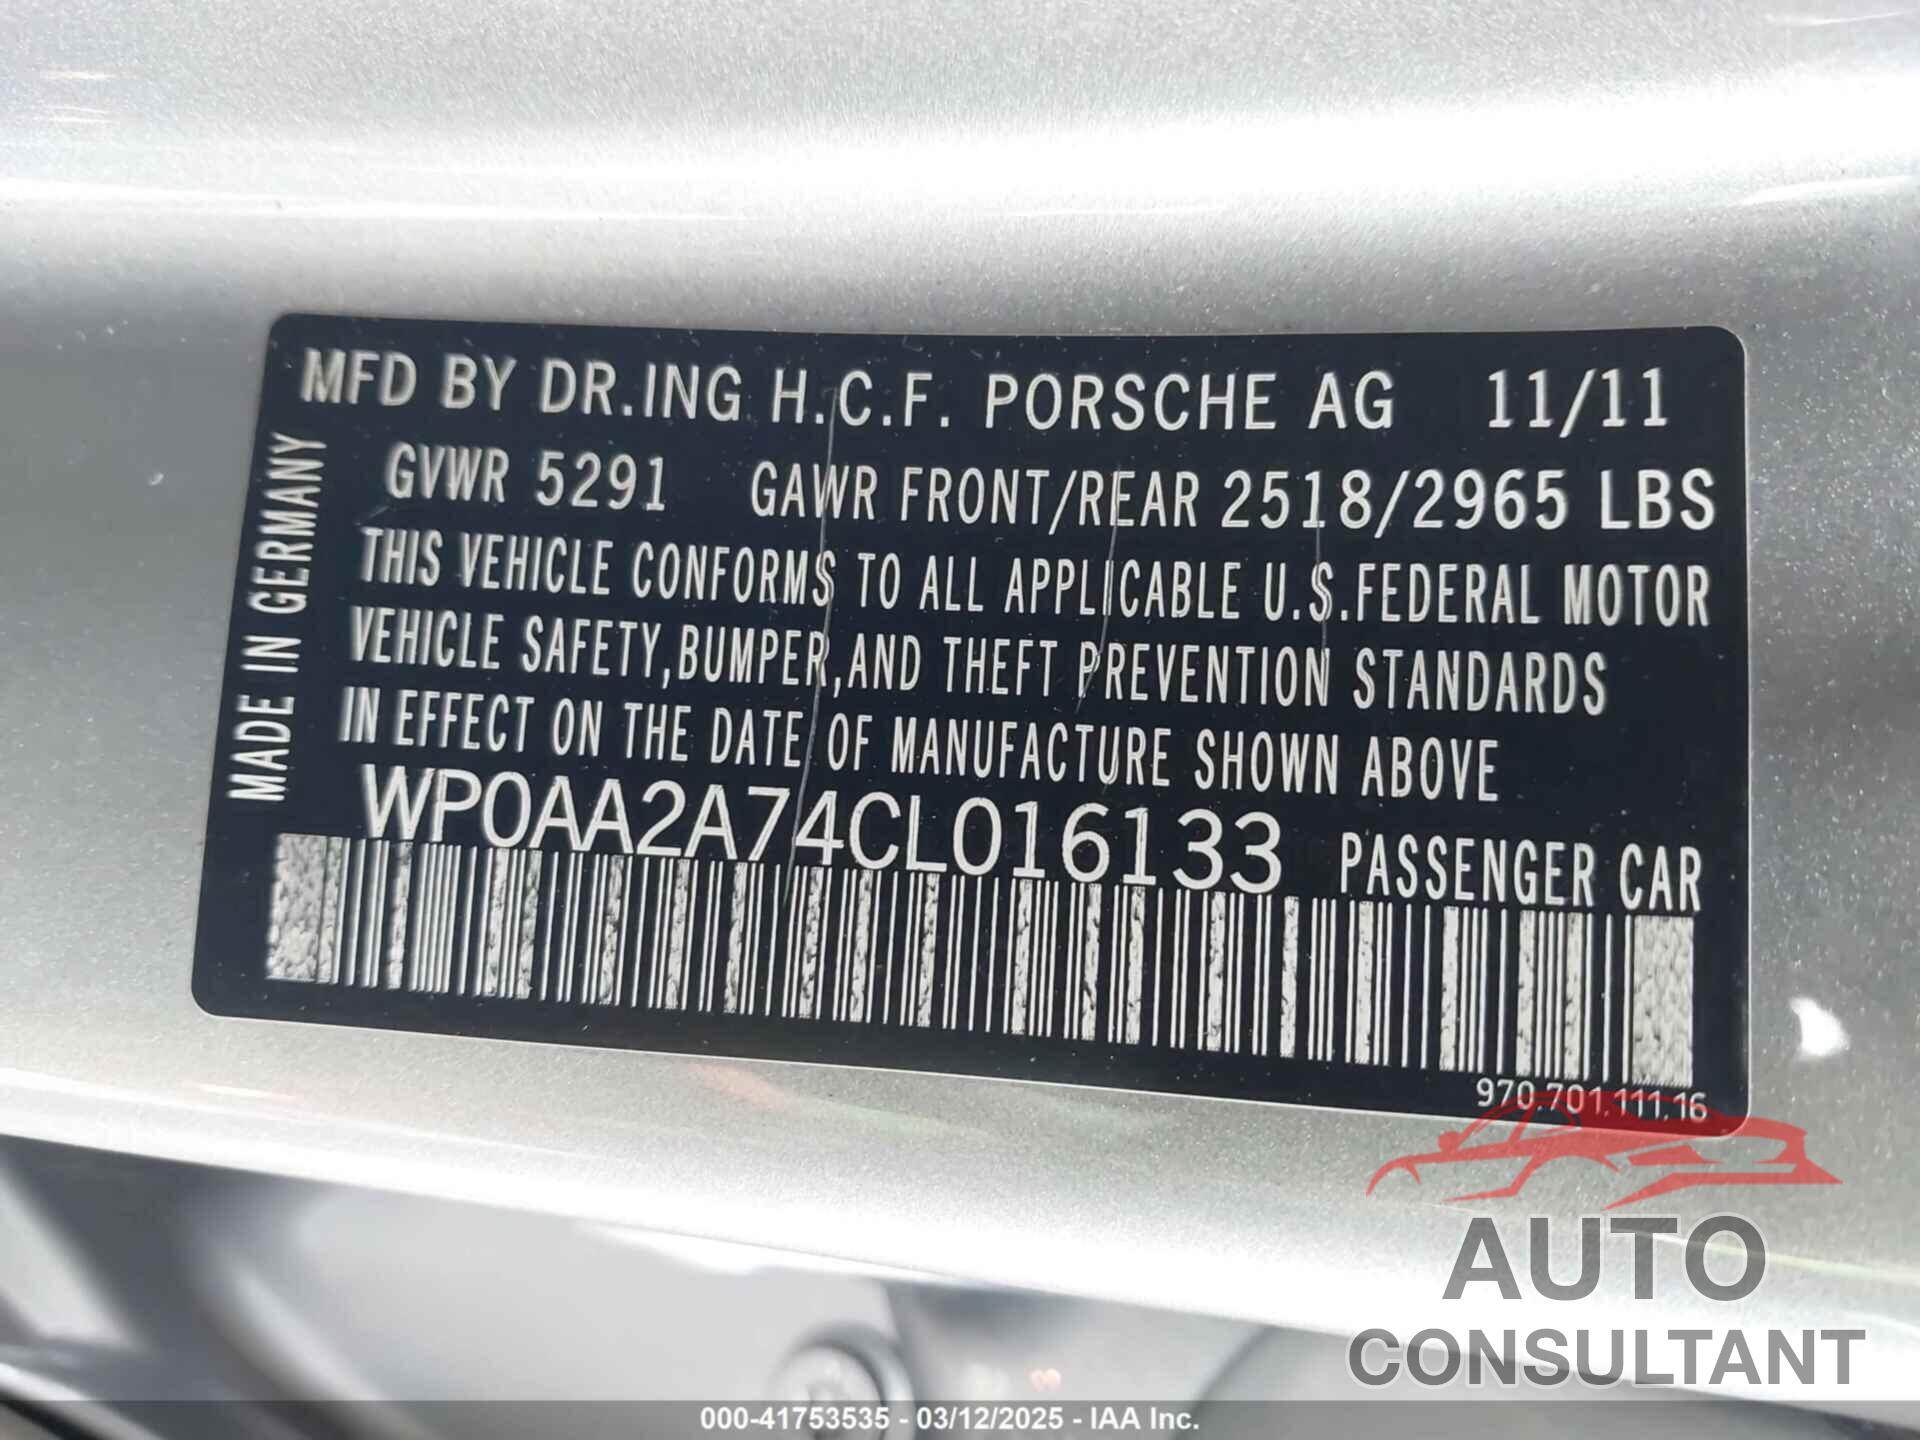 MFD BY DR.ING H.C.F. PORSCHE AG 11/11
GVWR 5291 GAWR FRONT/REAR 2518/2965 LBS
THIS VEHICLE CONFORMS TO ALL APPLICABLE U.S.FEDERAL MOTOR
VEHICLE SAFETY,BUMPER,AND THEFT PREVENTION STANDARDS
IN EFFECT ON THE DATE OF MANUFACTURE SHOWN ABOVE
WP0AA2A74CL016133 PASSENGER CAR
MADE IN GERMANY
970.701.111.16
AUTO
CONSULTANT
000-41753535 - 03/12/2025 - IAA Inc.